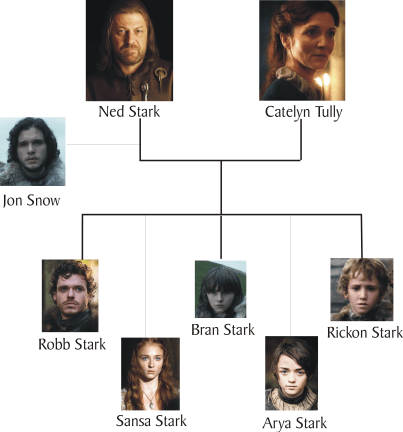 Ned Stark
Catelyn Tully
Jon Snow
Robb Stark
Bran Stark
Rickon Stark
Sansa Stark
Arya Stark